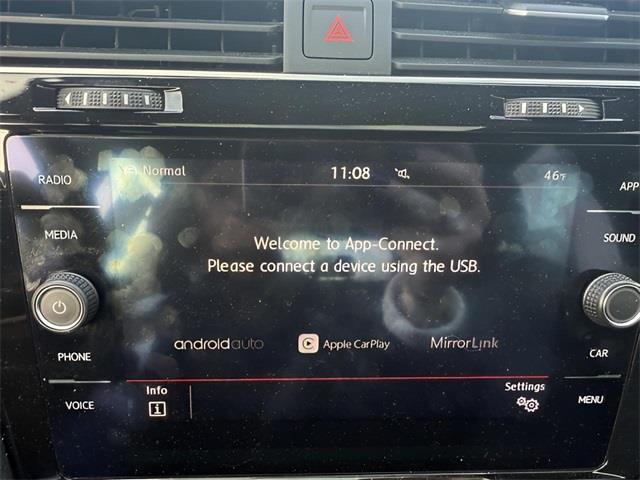 Normal 11:08 46°F
RADIO
APP
MEDIA
SOUND
Welcome to App-Connect.
Please connect a device using the USB.
androidauto Apple CarPlay MirrorLink
PHONE
CAR
Info
Settings
VOICE
MENU